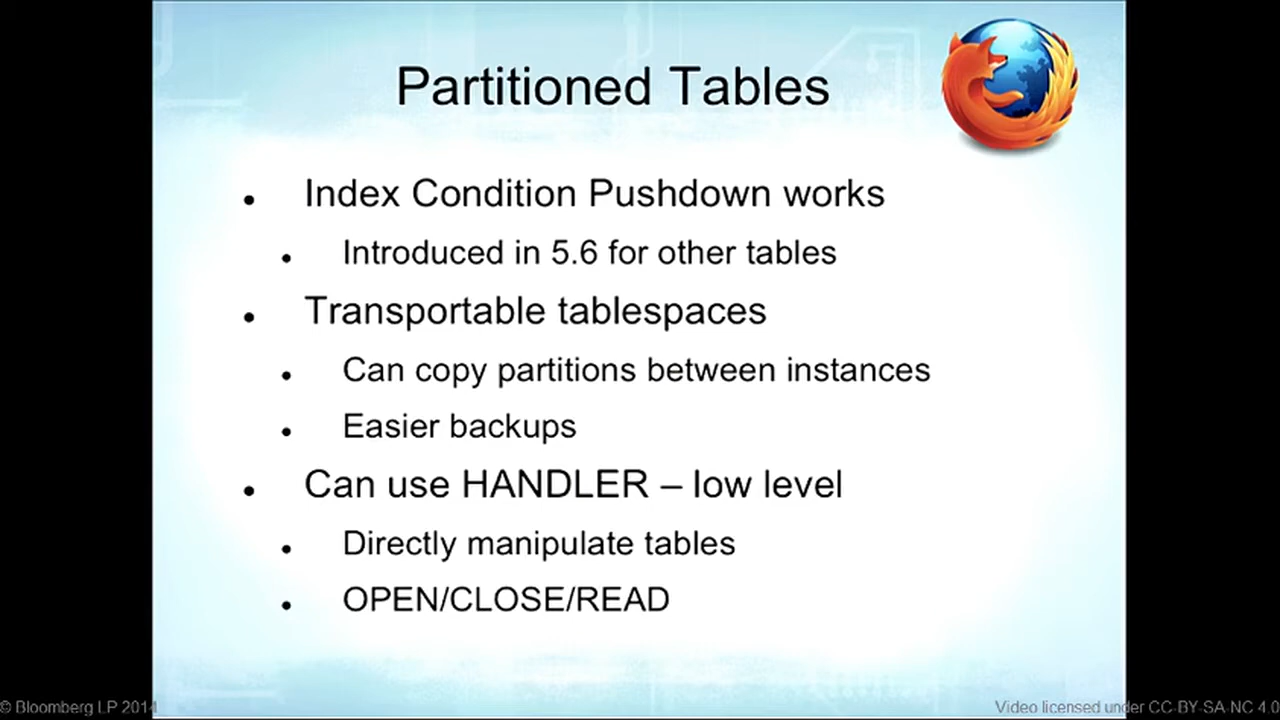 Partitioned Tables
Index Condition Pushdown works
Introduced in 5.6 for other tables
Transportable tablespaces
Can copy partitions between instances
Easier backups
Can use HANDLER – low level
Directly manipulate tables
OPEN/CLOSE/READ
© Bloomberg LP 2014
Video licensed under CC-BY-SA-NC 4.0